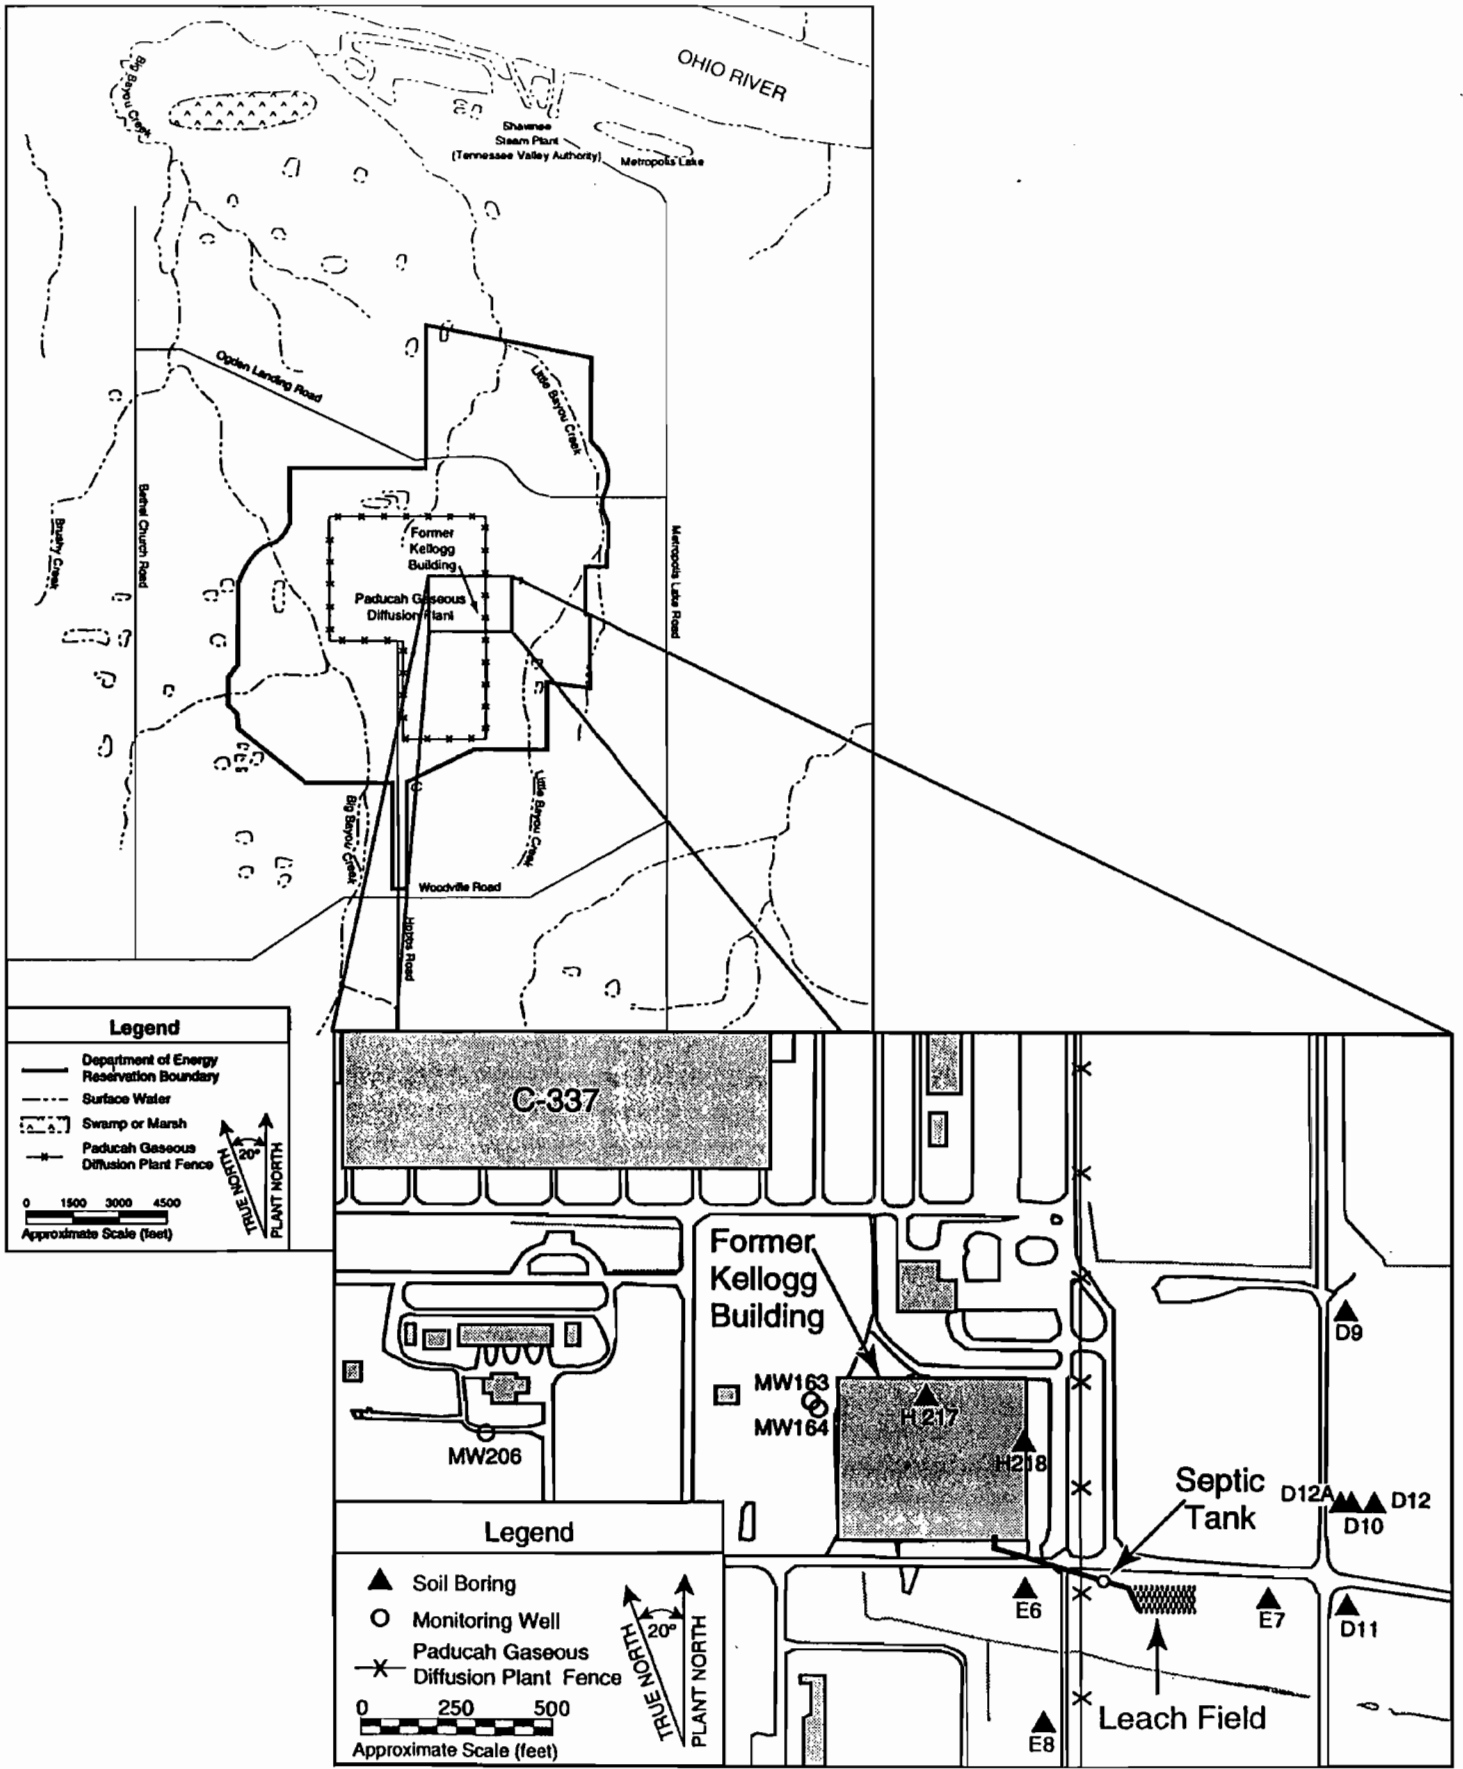 OHIO RIVER
Big Bayou Creek
Shawnee
Steam Plant
(Tennessee Valley Authority)
Metropolis Lake
Ogden Landing Road
Little Bayou Creek
Bethel Church Road
Brushy Creek
Metropolis Lake Road
Former
Kellogg
Building
Paducah Gaseous
Diffusion Plant
Big Bayou Creek
Little Bayou Creek
Woodville Road
Hobbs Road
Legend
Department of Energy
Reservation Boundary
Surface Water
Swamp or Marsh
Paducah Gaseous
Diffusion Plant Fence
TRUE NORTH
20°
PLANT NORTH
0 1500 3000 4500
Approximate Scale (feet)
C-337
Former
Kellogg
Building
D9
MW163
MW164
H 217
H218
MW206
Septic
Tank
D12A
D12
D10
E6
E7
D11
Leach Field
E8
Legend
Soil Boring
Monitoring Well
Paducah Gaseous
Diffusion Plant Fence
TRUE NORTH
20°
PLANT NORTH
0 250 500
Approximate Scale (feet)